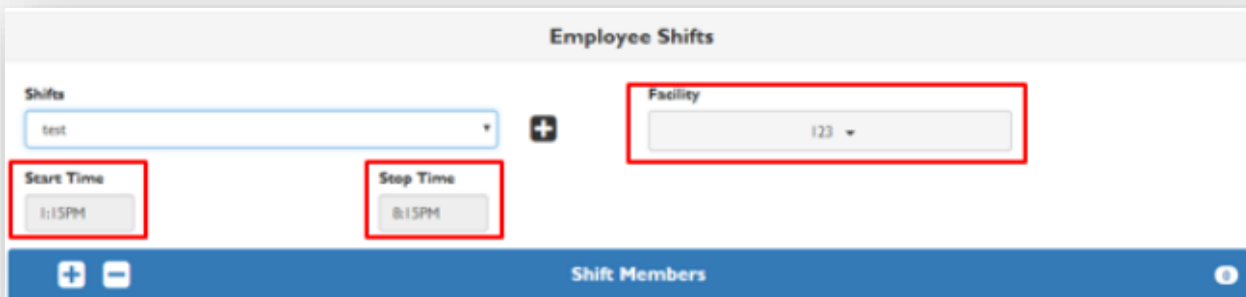 Employee Shifts
Shifts
Facility
test
123
Start Time
Stop Time
1:15PM
8:15PM
Shift Members
0